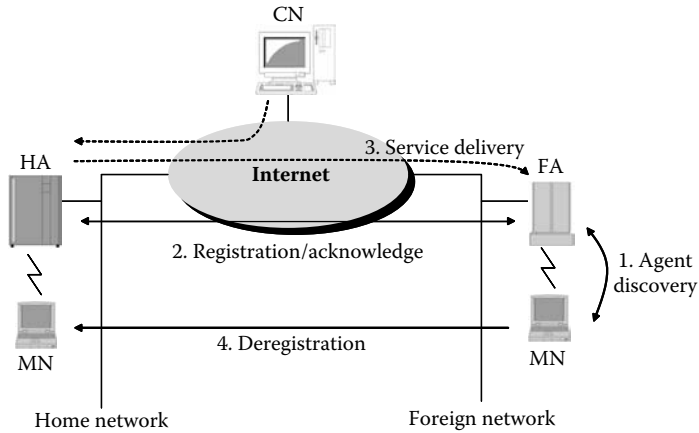 CN
3. Service delivery
HA
Internet
FA
2. Registration/acknowledge
1. Agent
discovery
4. Deregistration
MN
MN
Home network
Foreign network